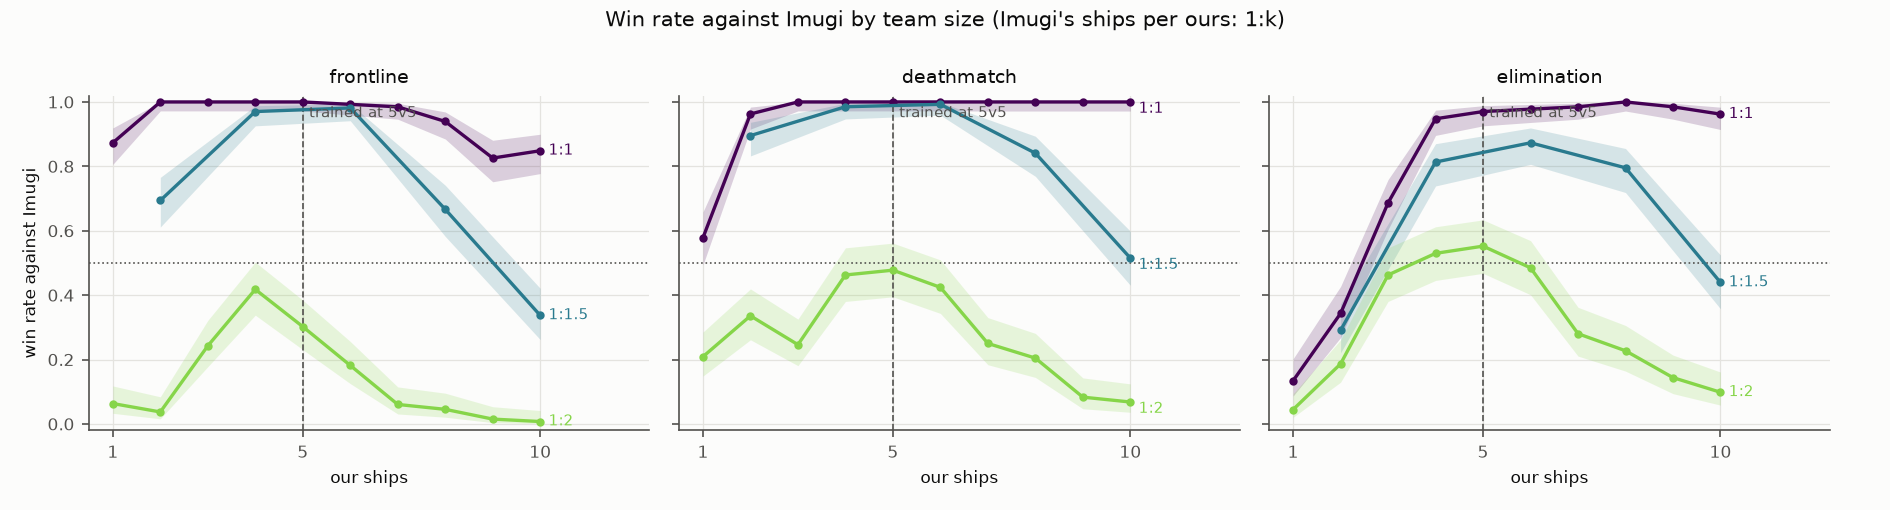 Win rate against Imugi by team size (Imugi's ships per ours: 1:k)
frontline
deathmatch
elimination
win rate against Imugi
1.0
0.8
0.6
0.4
0.2
0.0
trained at 5v5
1:1
1:1.5
1:2
1
5
10
our ships
trained at 5v5
1:1
1:1.5
1:2
1
5
10
our ships
trained at 5v5
1:1
1:1.5
1:2
1
5
10
our ships